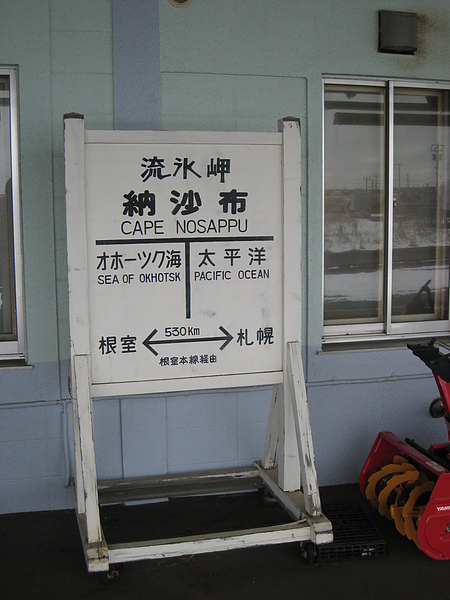 流氷岬
納沙布
CAPE NOSAPPU
オホーツク海
SEA OF OKHOTSK
太平洋
PACIFIC OCEAN
根室 530KM 札幌
根室本線経由